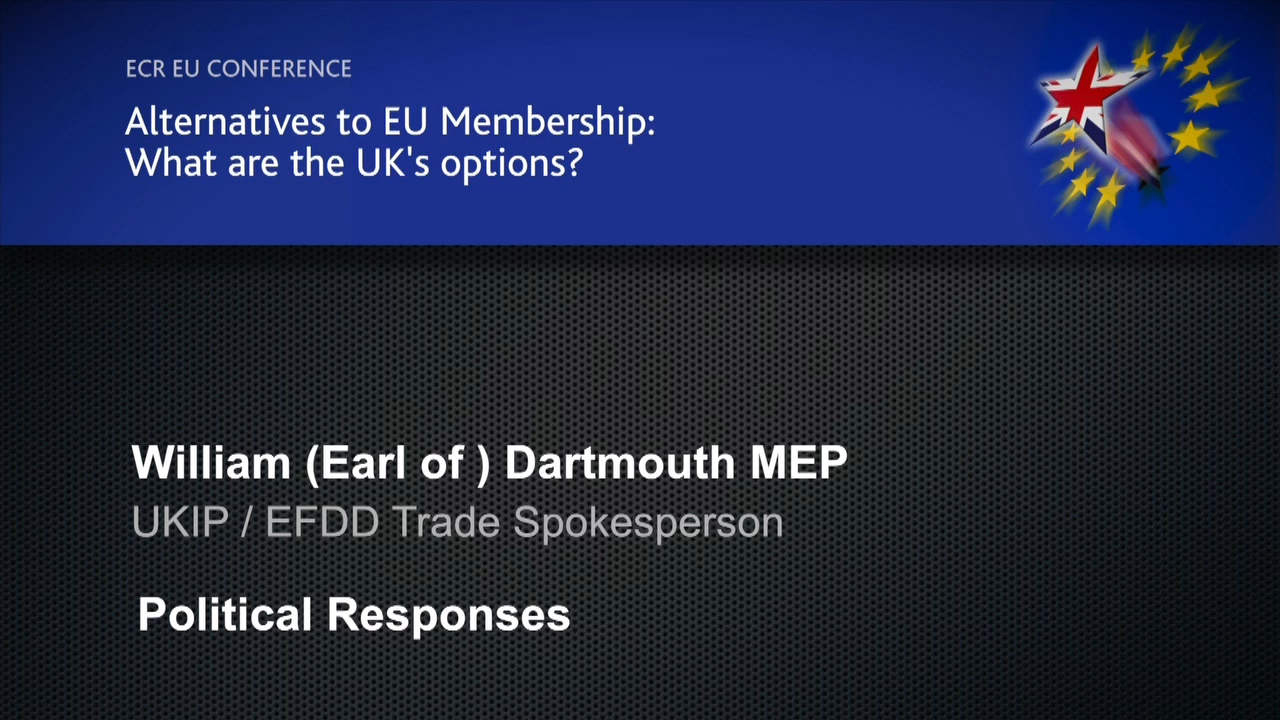 ECR EU CONFERENCE
Alternatives to EU Membership:
What are the UK's options?
William (Earl of ) Dartmouth MEP
UKIP / EFDD Trade Spokesperson
Political Responses